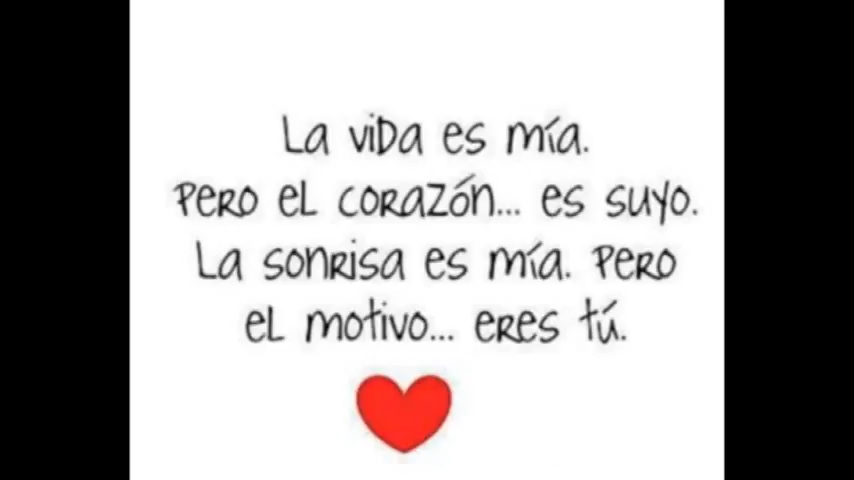 La vida es mía.
Pero el corazón... es suyo.
La sonrisa es mía. Pero
el motivo... eres tú.